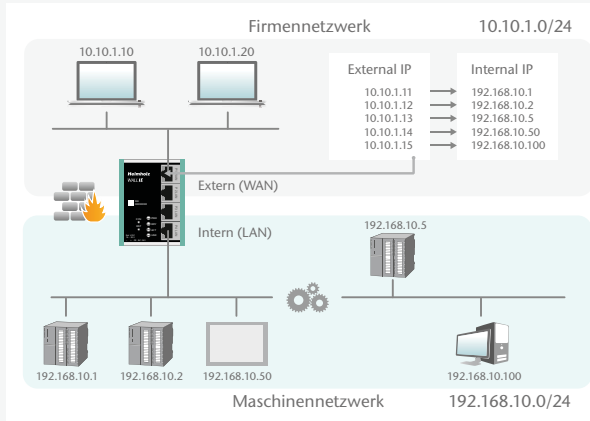 Firmennetzwerk 10.10.1.0/24
10.10.1.10 10.10.1.20
External IP Internal IP
10.10.1.11 192.168.10.1
10.10.1.12 192.168.10.2
10.10.1.13 192.168.10.5
10.10.1.14 192.168.10.50
10.10.1.15 192.168.10.100
Helmholz
WALL IE
Extern (WAN)
Intern (LAN)
192.168.10.5
192.168.10.1 192.168.10.2 192.168.10.50 192.168.10.100
Maschinennetzwerk 192.168.10.0/24